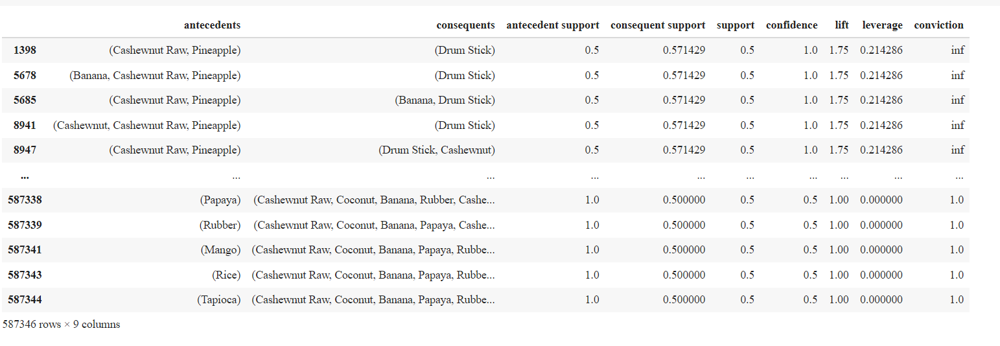 antecedents consequents antecedent support consequent support support confidence lift leverage conviction
1398 (Cashewnut Raw, Pineapple) (Drum Stick) 0.5 0.571429 0.5 1.0 1.75 0.214286 inf
5678 (Banana, Cashewnut Raw, Pineapple) (Drum Stick) 0.5 0.571429 0.5 1.0 1.75 0.214286 inf
5685 (Cashewnut Raw, Pineapple) (Banana, Drum Stick) 0.5 0.571429 0.5 1.0 1.75 0.214286 inf
8941 (Cashewnut, Cashewnut Raw, Pineapple) (Drum Stick) 0.5 0.571429 0.5 1.0 1.75 0.214286 inf
8947 (Cashewnut Raw, Pineapple) (Drum Stick, Cashewnut) 0.5 0.571429 0.5 1.0 1.75 0.214286 inf
... ... ... ... ... ... ... ... ... ...
587338 (Papaya) (Cashewnut Raw, Coconut, Banana, Rubber, Cashe... 1.0 0.500000 0.5 0.5 1.00 0.000000 1.0
587339 (Rubber) (Cashewnut Raw, Coconut, Banana, Papaya, Cashe... 1.0 0.500000 0.5 0.5 1.00 0.000000 1.0
587341 (Mango) (Cashewnut Raw, Coconut, Banana, Papaya, Rubbe... 1.0 0.500000 0.5 0.5 1.00 0.000000 1.0
587343 (Rice) (Cashewnut Raw, Coconut, Banana, Papaya, Rubbe... 1.0 0.500000 0.5 0.5 1.00 0.000000 1.0
587344 (Tapioca) (Cashewnut Raw, Coconut, Banana, Papaya, Rubbe... 1.0 0.500000 0.5 0.5 1.00 0.000000 1.0
587346 rows × 9 columns